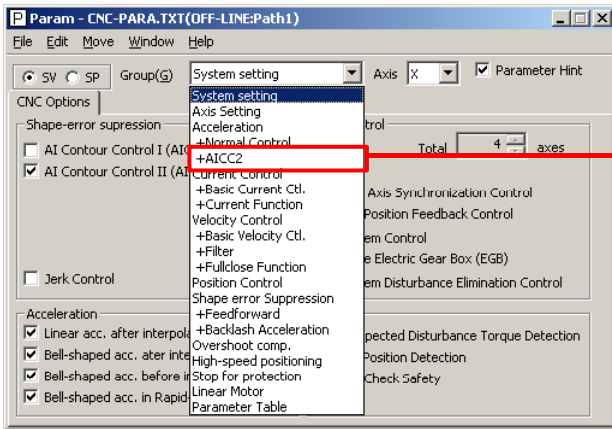 Param - CNC-PARA.TXT(OFF-LINE:Path1)
File Edit Move Window Help
SV SP Group(G) System setting Axis X Parameter Hint
CNC Options
System setting
Axis Setting
Acceleration
+Normal Control
+AICC2
Current Control
+Basic Current Ctl.
+Current Function
Velocity Control
+Basic Velocity Ctl.
+Filter
+Fullclose Function
Position Control
Shape error Suppression
+Feedforward
+Backlash Acceleration
Overshoot comp.
High-speed positioning
Stop for protection
Linear Motor
Parameter Table
Shape-error supression
AI Contour Control I (AI
AI Contour Control II (AI
Jerk Control
trol
Total 4 axes
Axis Synchronization Control
Position Feedback Control
em Control
e Electric Gear Box (EGB)
em Disturbance Elimination Control
Acceleration
Linear acc. after interpola
Bell-shaped acc. ater inte
Bell-shaped acc. before i
Bell-shaped acc. in Rapid-
pected Disturbance Torque Detection
Position Detection
Check Safety